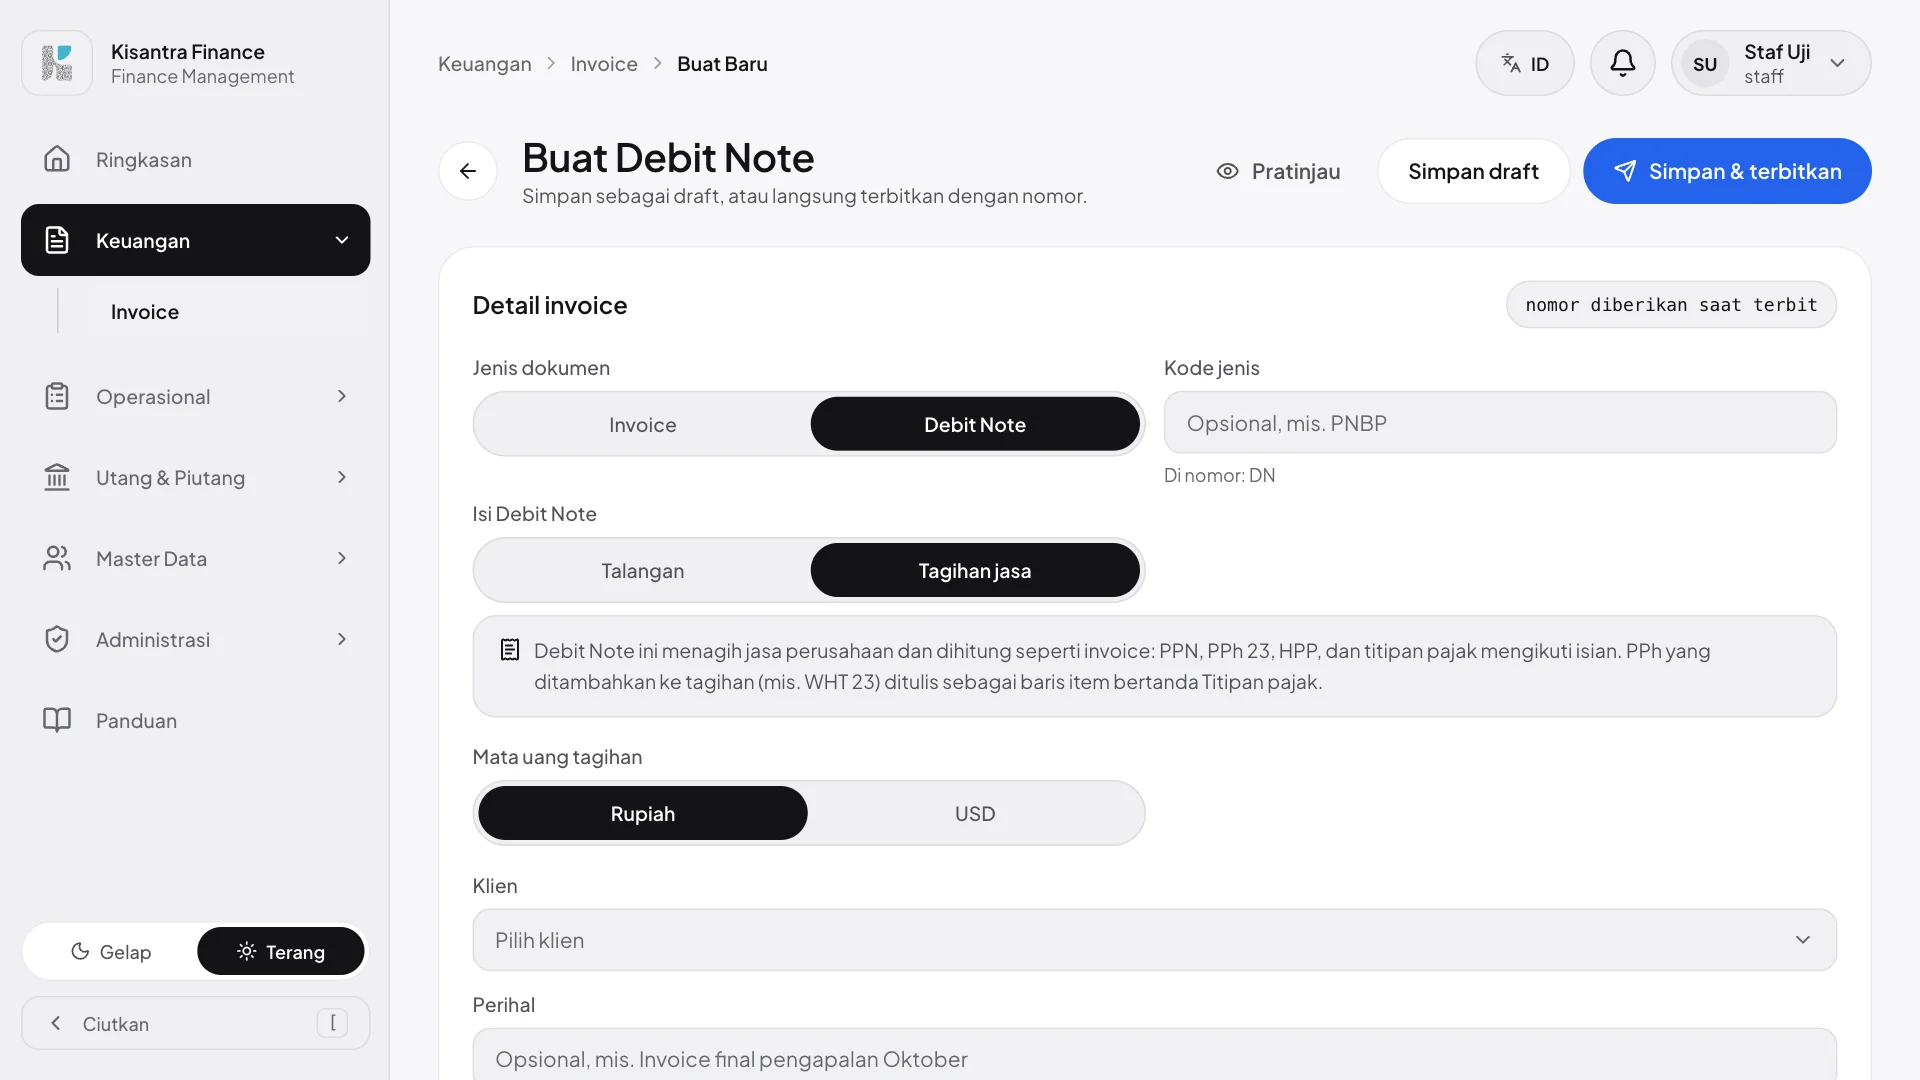 Kisantra Finance
Finance Management
Ringkasan
Keuangan
Invoice
Operasional
Utang & Piutang
Master Data
Administrasi
Panduan
Gelap
Terang
Ciutkan
[
Keuangan
Invoice
Buat Baru
ID
SU
Staf Uji
staff
Buat Debit Note
Simpan sebagai draft, atau langsung terbitkan dengan nomor.
Pratinjau
Simpan draft
Simpan & terbitkan
Detail invoice
nomor diberikan saat terbit
Jenis dokumen
Invoice
Debit Note
Kode jenis
Opsional, mis. PNBP
Di nomor: DN
Isi Debit Note
Talangan
Tagihan jasa
Debit Note ini menagih jasa perusahaan dan dihitung seperti invoice: PPN, PPh 23, HPP, dan titipan pajak mengikuti isian. PPh yang
ditambahkan ke tagihan (mis. WHT 23) ditulis sebagai baris item bertanda Titipan pajak.
Mata uang tagihan
Rupiah
USD
Klien
Pilih klien
Perihal
Opsional, mis. Invoice final pengapalan Oktober